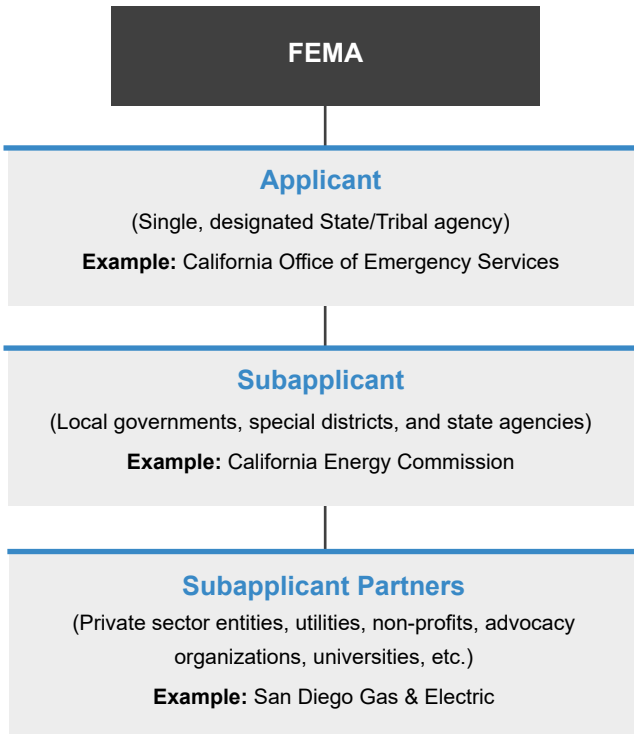 FEMA
Applicant
(Single, designated State/Tribal agency)
Example: California Office of Emergency Services
Subapplicant
(Local governments, special districts, and state agencies)
Example: California Energy Commission
Subapplicant Partners
(Private sector entities, utilities, non-profits, advocacy
organizations, universities, etc.)
Example: San Diego Gas & Electric